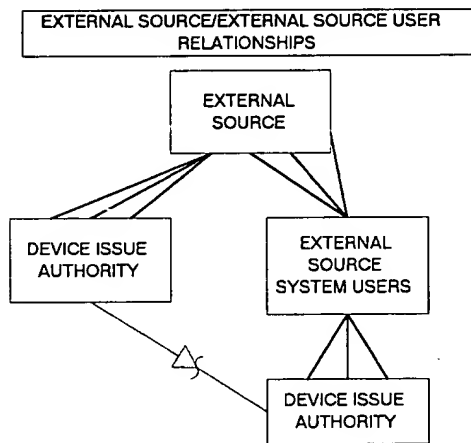 EXTERNAL SOURCE/EXTERNAL SOURCE USER
RELATIONSHIPS
EXTERNAL
SOURCE
DEVICE ISSUE
AUTHORITY
EXTERNAL
SOURCE
SYSTEM USERS
DEVICE ISSUE
AUTHORITY